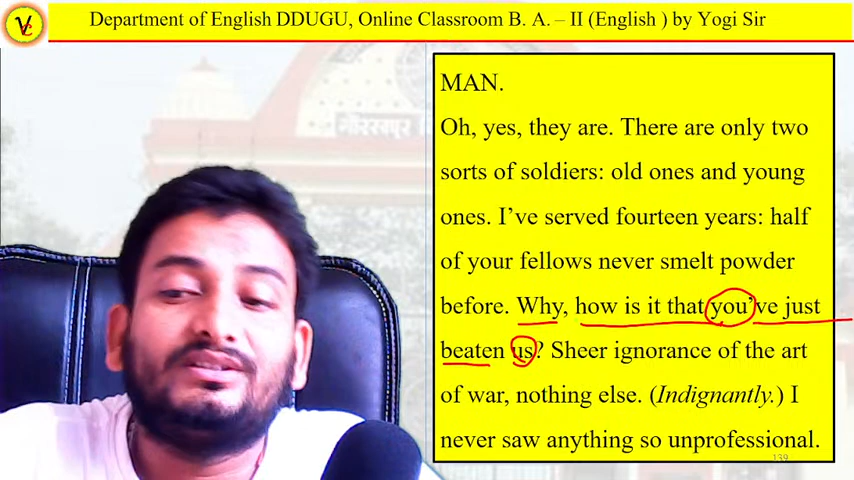 Department of English DDUGU, Online Classroom B. A. – II (English ) by Yogi Sir
MAN.
Oh, yes, they are. There are only two
sorts of soldiers: old ones and young
ones. I’ve served fourteen years: half
of your fellows never smelt powder
before. Why, how is it that you’ve just
beaten us? Sheer ignorance of the art
of war, nothing else. (Indignantly.) I
never saw anything so unprofessional.
139